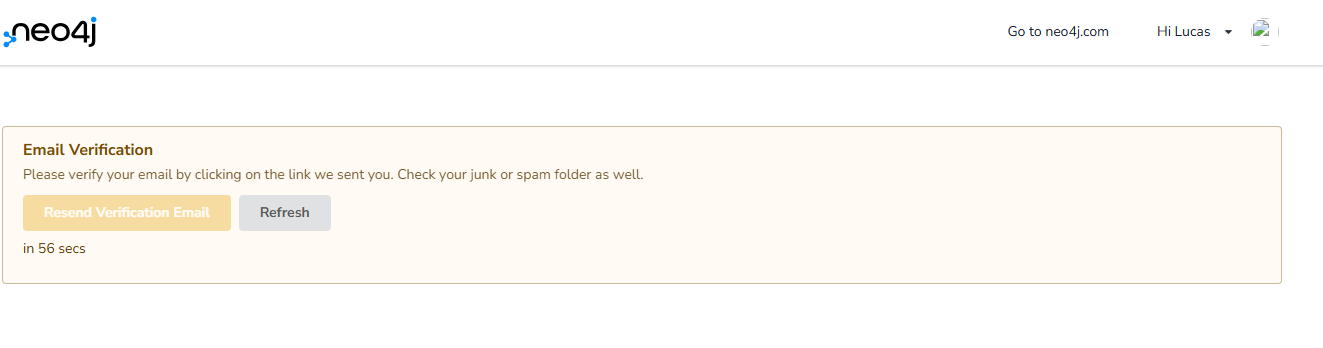 neo4j
Go to neo4j.com
Hi Lucas
Email Verification
Please verify your email by clicking on the link we sent you. Check your junk or spam folder as well.
Resend Verification Email
Refresh
in 56 secs